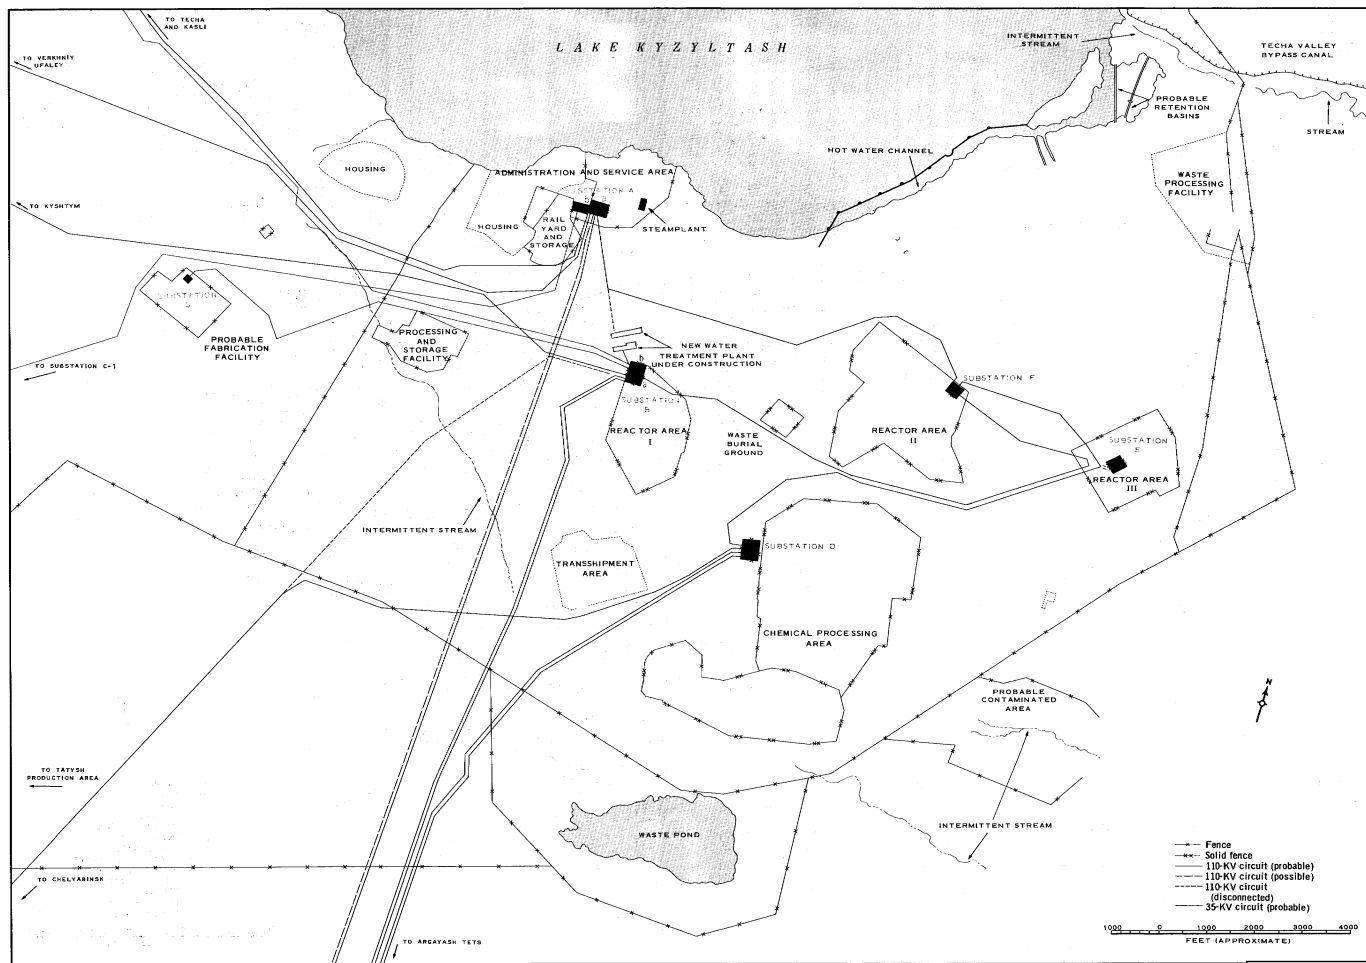 TO TECHA
AND KASLI
LAKE KYZYLTASH
INTERMITTENT
STREAM
TECHA VALLEY
BYPASS CANAL
TO VERKHNIY
UFALEY
PROBABLE
RETENTION
BASINS
STREAM
HOT WATER CHANNEL
HOUSING
ADMINISTRATION AND SERVICE AREA
WASTE
PROCESSING
FACILITY
SUBSTATION A
TO KYSHTYM
HOUSING
RAIL
YARD
AND
STORAGE
STEAMPLANT
SUBSTATION
C
PROBABLE
FABRICATION
FACILITY
PROCESSING
AND
STORAGE
FACILITY
NEW WATER
TREATMENT PLANT
UNDER CONSTRUCTION
TO SUBSTATION C-1
b
a
SUBSTATION
B
REACTOR AREA
I
WASTE
BURIAL
GROUND
SUBSTATION F
REACTOR AREA
II
SUBSTATION
E
REACTOR AREA
III
INTERMITTENT STREAM
SUBSTATION D
TRANSSHIPMENT
AREA
CHEMICAL PROCESSING
AREA
N
PROBABLE
CONTAMINATED
AREA
TO TATYSH
PRODUCTION AREA
WASTE POND
INTERMITTENT STREAM
TO CHELYABINSK
TO ARGAYASH TETS
Fence
Solid fence
110-KV circuit (probable)
110-KV circuit (possible)
110-KV circuit
(disconnected)
35-KV circuit (probable)
1000 0 1000 2000 3000 4000
FEET (APPROXIMATE)